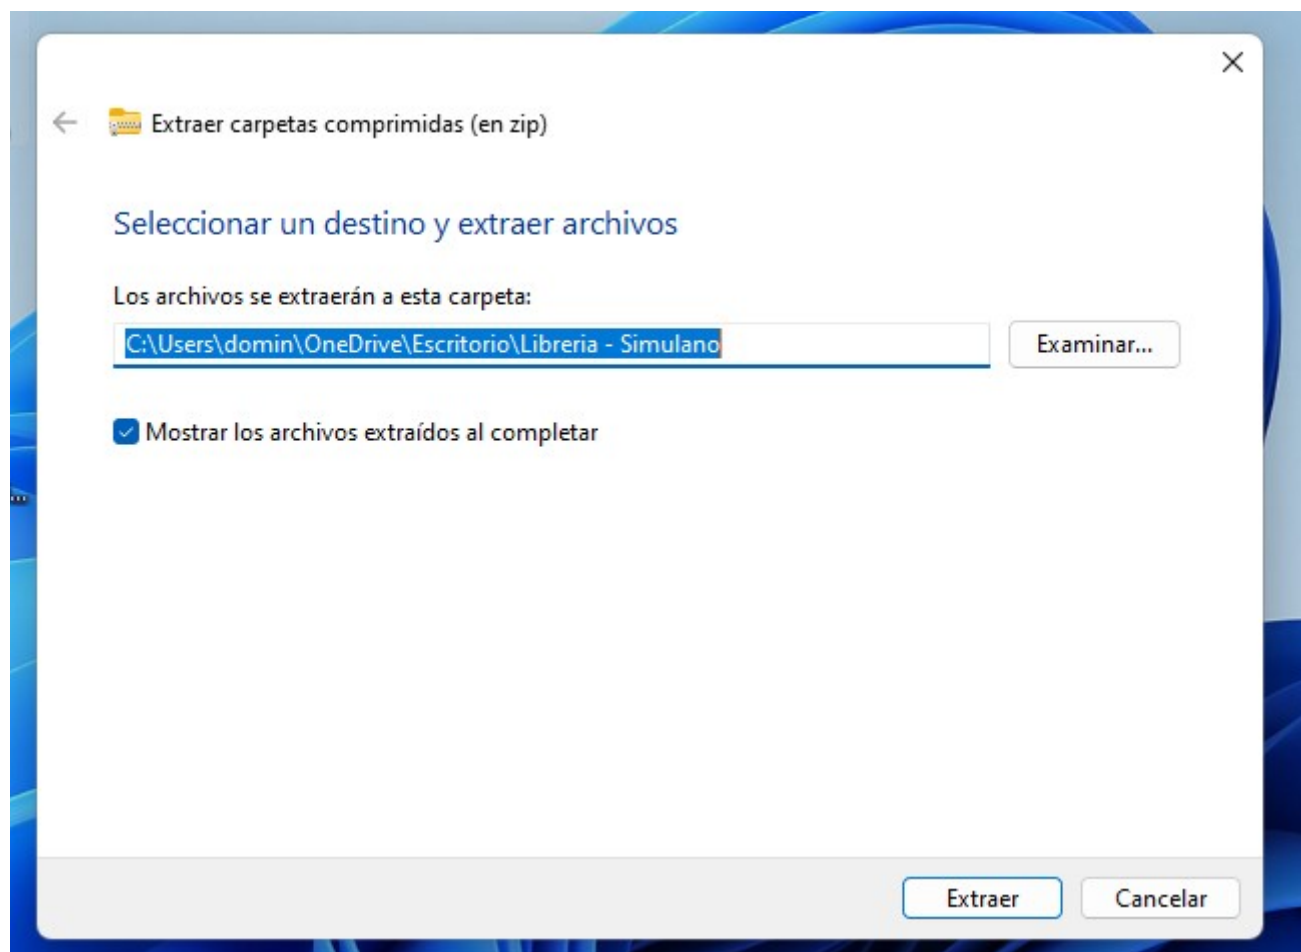 Extraer carpetas comprimidas (en zip)
Seleccionar un destino y extraer archivos
Los archivos se extraerán a esta carpeta:
C:\Users\domin\OneDrive\Escritorio\Libreria - Simulano
Examinar...
Mostrar los archivos extraídos al completar
Extraer
Cancelar